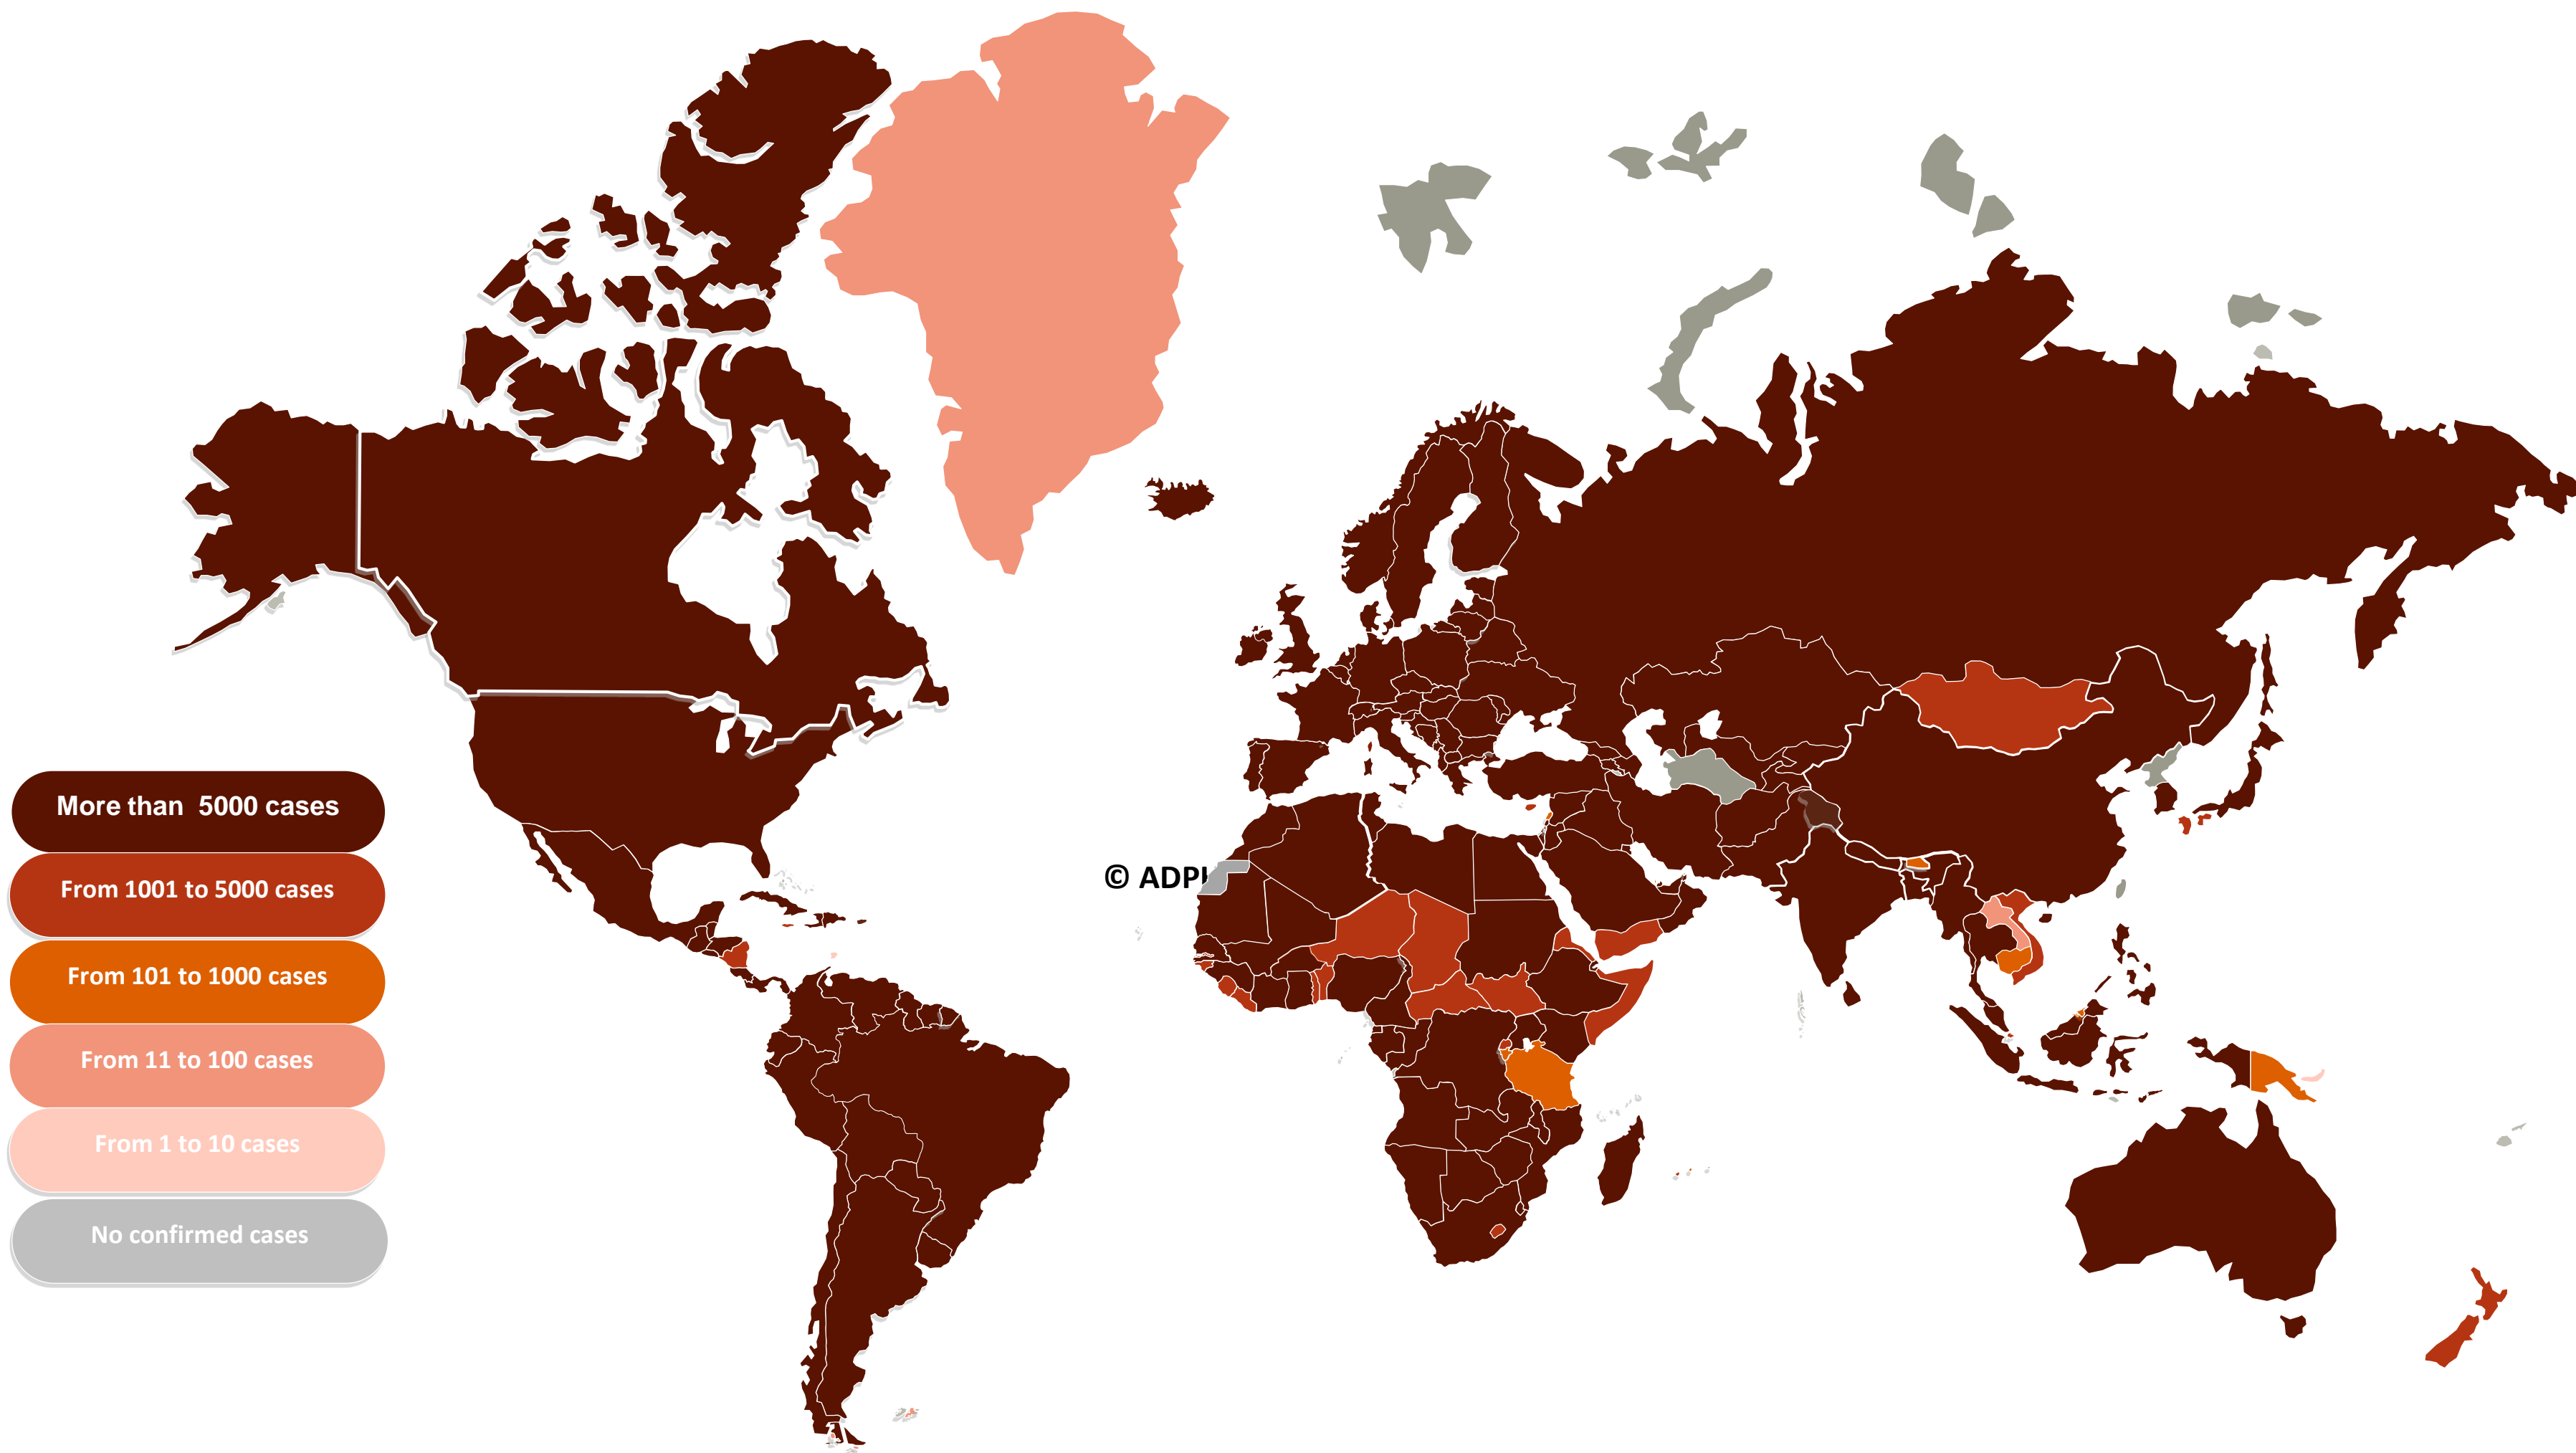 More than  5000 cases
From 1001 to 5000 cases
From 101 to 1000 cases
From 11 to 100 cases
From 1 to 10 cases
No confirmed cases
© ADPI